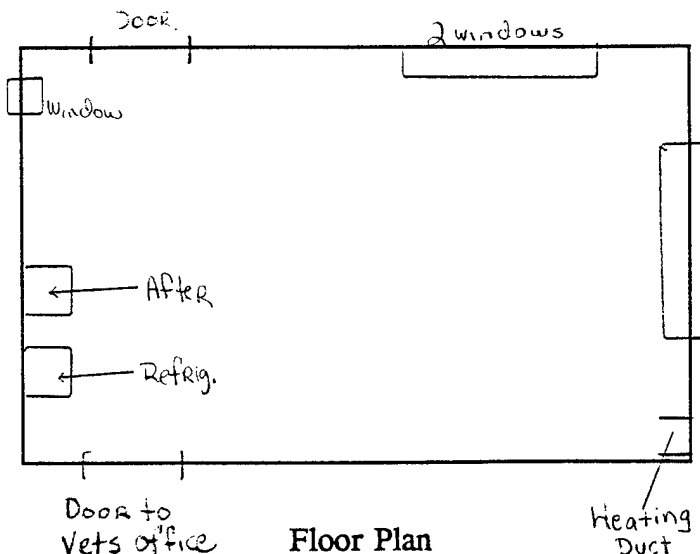 DOOR.
2 windows
Window
After
Refrig.
Door to
Vets office
Floor Plan
Heating
Duct